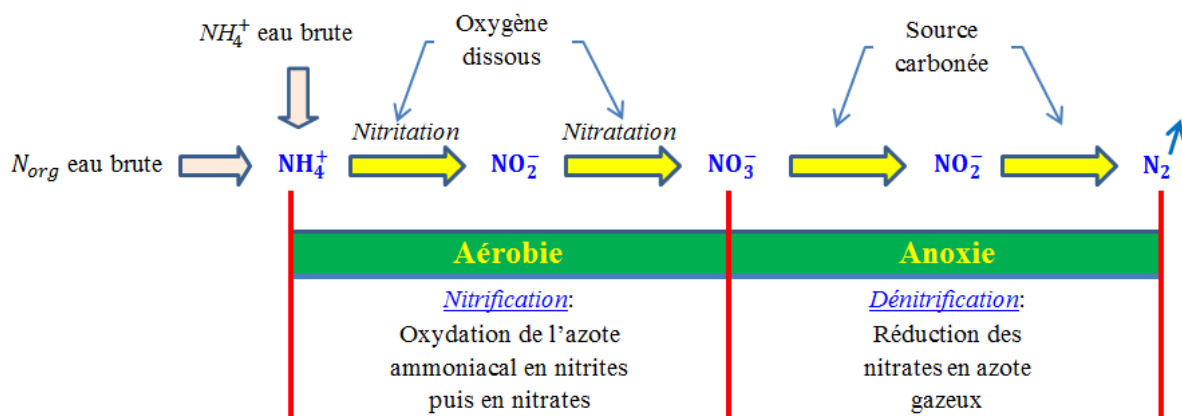 NH₄⁺ eau brute
Oxygène
dissous
Source
carbonée
Nitritation
Nitratation
N_org eau brute
NH₄⁺
NO₂⁻
NO₃⁻
NO₂⁻
N₂
Aérobie
Anoxie
Nitrification:
Oxydation de l’azote
ammoniacal en nitrites
puis en nitrates
Dénitrification:
Réduction des
nitrates en azote
gazeux